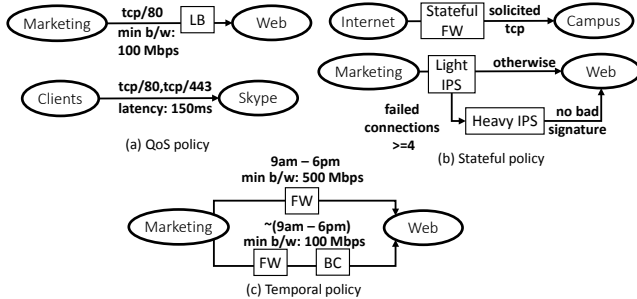 Marketing
tcp/80
min b/w:
100 Mbps
LB
Web
Clients
tcp/80,tcp/443
latency: 150ms
Skype
(a) QoS policy
Internet
Stateful
FW
solicited
tcp
Campus
Marketing
Light
IPS
otherwise
Web
failed
connections
>=4
Heavy IPS
no bad
signature
(b) Stateful policy
9am – 6pm
min b/w: 500 Mbps
FW
Marketing
~(9am – 6pm)
min b/w: 100 Mbps
Web
FW
BC
(c) Temporal policy